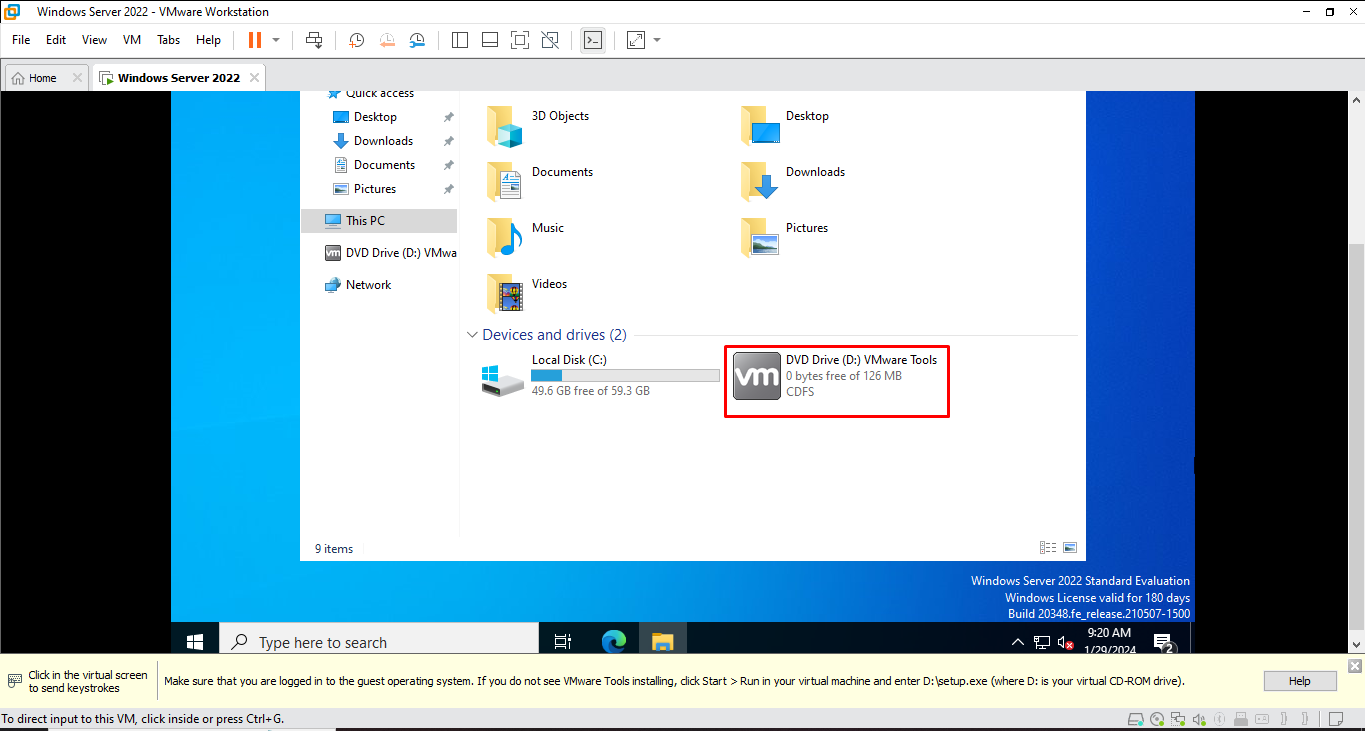 Windows Server 2022 - VMware Workstation
File Edit View VM Tabs Help
Home
Windows Server 2022
Quick access
Desktop
Downloads
Documents
Pictures
This PC
DVD Drive (D:) VMwa
Network
3D Objects
Desktop
Documents
Downloads
Music
Pictures
Videos
Devices and drives (2)
Local Disk (C:)
49.6 GB free of 59.3 GB
vm
DVD Drive (D:) VMware Tools
0 bytes free of 126 MB
CDFS
9 items
Windows Server 2022 Standard Evaluation
Windows License valid for 180 days
Build 20348.fe_release.210507-1500
Type here to search
9:20 AM
1/29/2024
2
Click in the virtual screen
to send keystrokes
Make sure that you are logged in to the guest operating system. If you do not see VMware Tools installing, click Start > Run in your virtual machine and enter D:\setup.exe (where D: is your virtual CD-ROM drive).
Help
To direct input to this VM, click inside or press Ctrl+G.